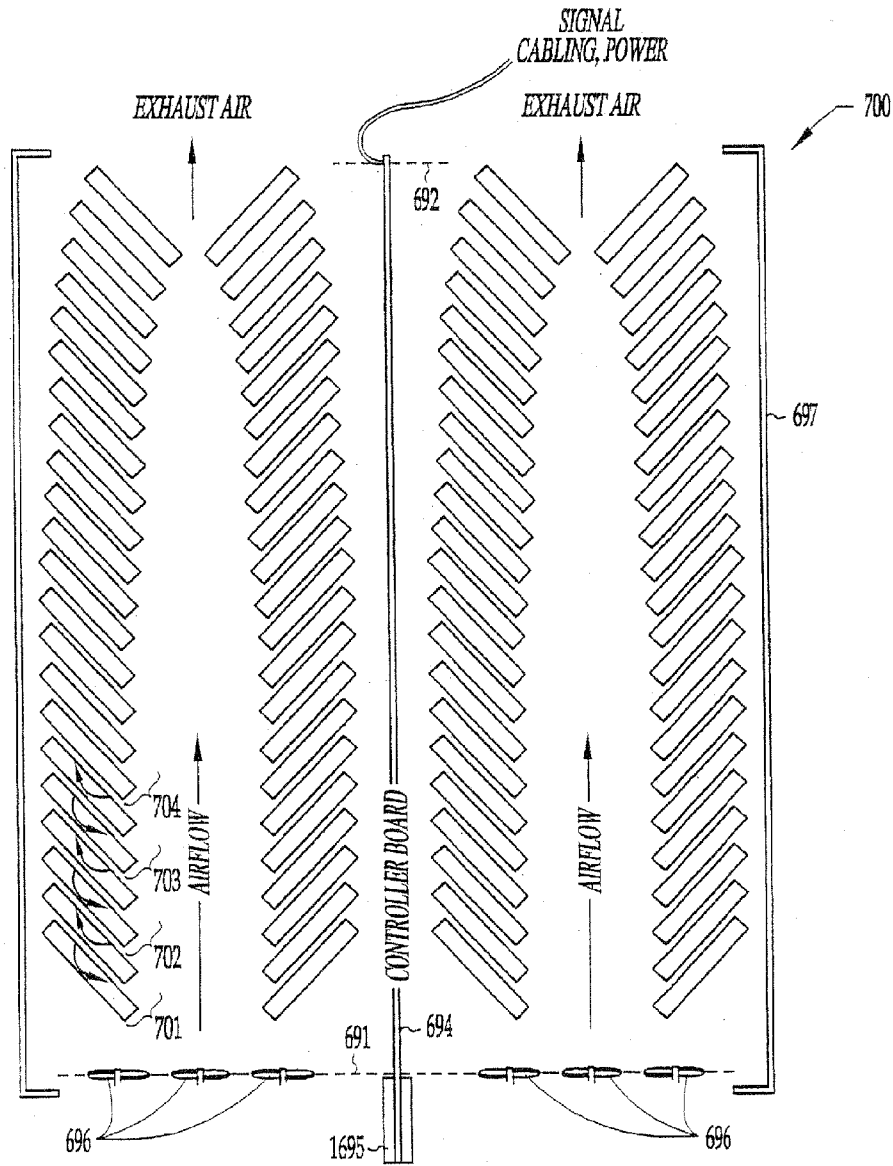 SIGNAL
CABLING, POWER
EXHAUST AIR
EXHAUST AIR
700
692
697
704
703
702
701
AIRFLOW
CONTROLLER BOARD
AIRFLOW
694
691
696
1695
696